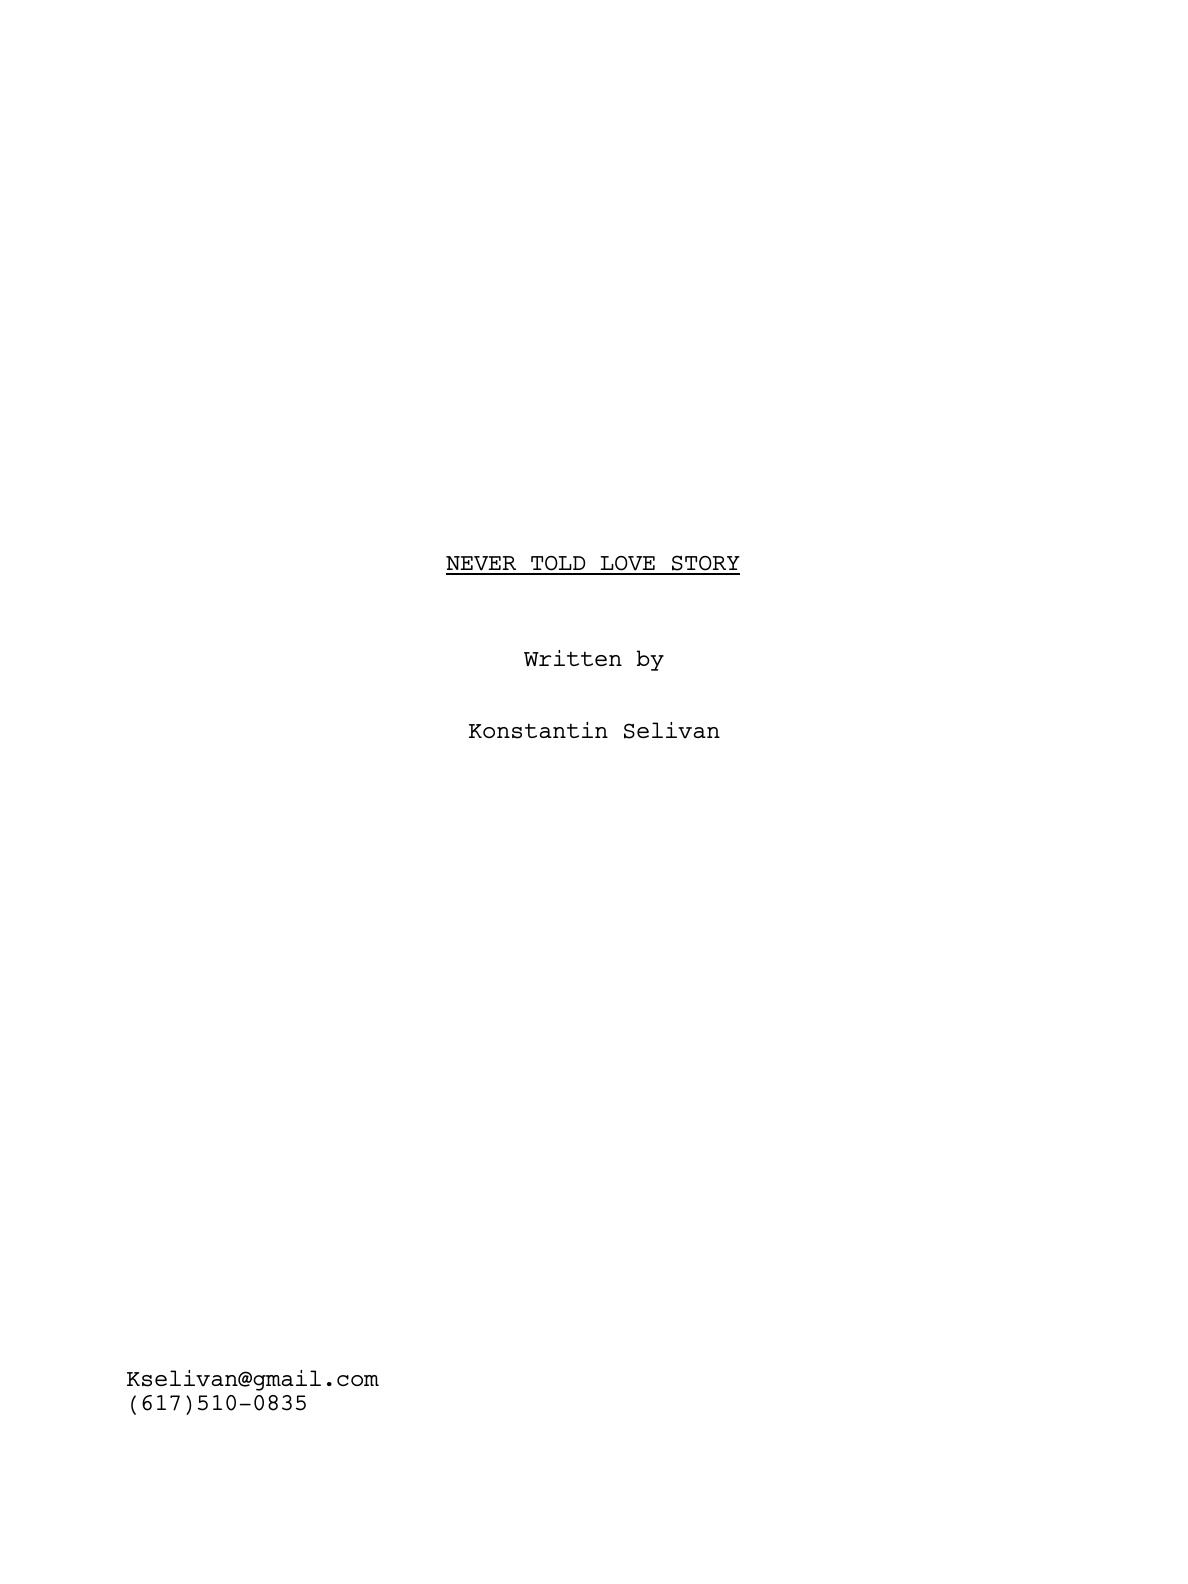 NEVER TOLD LOVE STORY
Written by
Konstantin Selivan
Kselivan@gmail.com
(617)510-0835